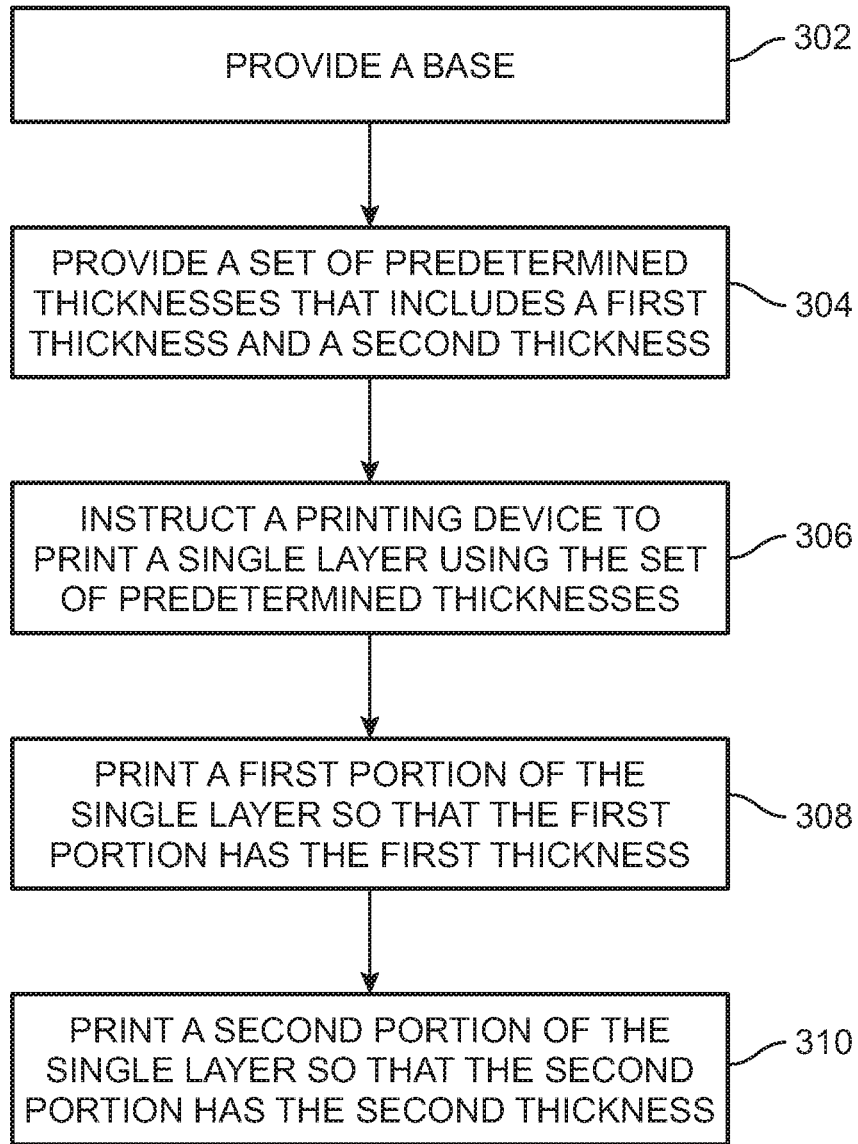 PROVIDE A BASE
302
PROVIDE A SET OF PREDETERMINED
THICKNESSES THAT INCLUDES A FIRST
THICKNESS AND A SECOND THICKNESS
304
INSTRUCT A PRINTING DEVICE TO
PRINT A SINGLE LAYER USING THE SET
OF PREDETERMINED THICKNESSES
306
PRINT A FIRST PORTION OF THE
SINGLE LAYER SO THAT THE FIRST
PORTION HAS THE FIRST THICKNESS
308
PRINT A SECOND PORTION OF THE
SINGLE LAYER SO THAT THE SECOND
PORTION HAS THE SECOND THICKNESS
310